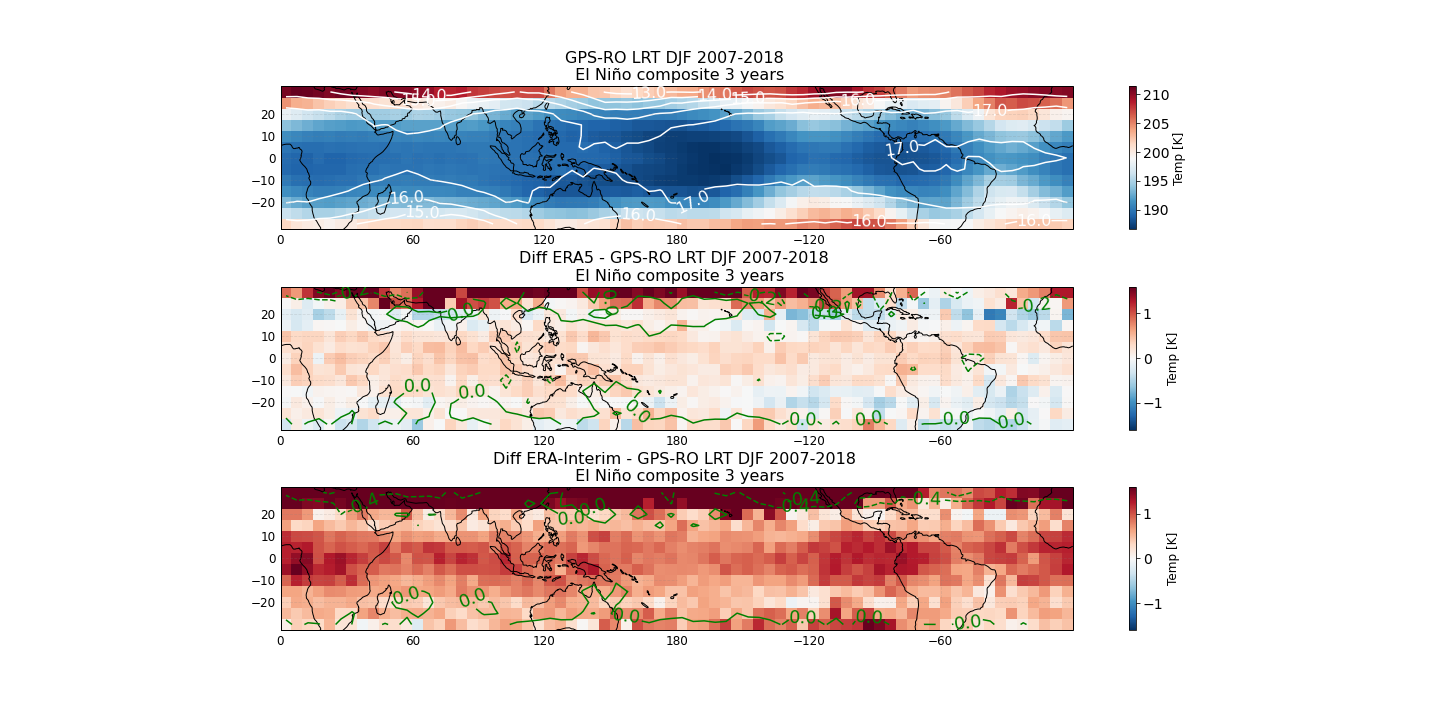 GPS-RO LRT DJF 2007-2018
El Niño composite 3 years
14.0 13.0 14.0 15.0 16.0 17.0
17.0
16.0 17.0
15.0 16.0 16.0 16.0
20
10
0
−10
−20
0 60 120 180 −120 −60
210
205
200
195
190
Temp [K]
Diff ERA5 - GPS-RO LRT DJF 2007-2018
El Niño composite 3 years
0.0 -0.2
0.0 0.0 0.0 0.0 0.0 0.0 0.0
20
10
0
−10
−20
0 60 120 180 −120 −60
1
0
−1
Temp [K]
Diff ERA-Interim - GPS-RO LRT DJF 2007-2018
El Niño composite 3 years
-0.4 0.0 0.0 -0.4 -0.4 -0.4
0.0 0.0 0.0 0.0 0.0
20
10
0
−10
−20
0 60 120 180 −120 −60
1
0
−1
Temp [K]